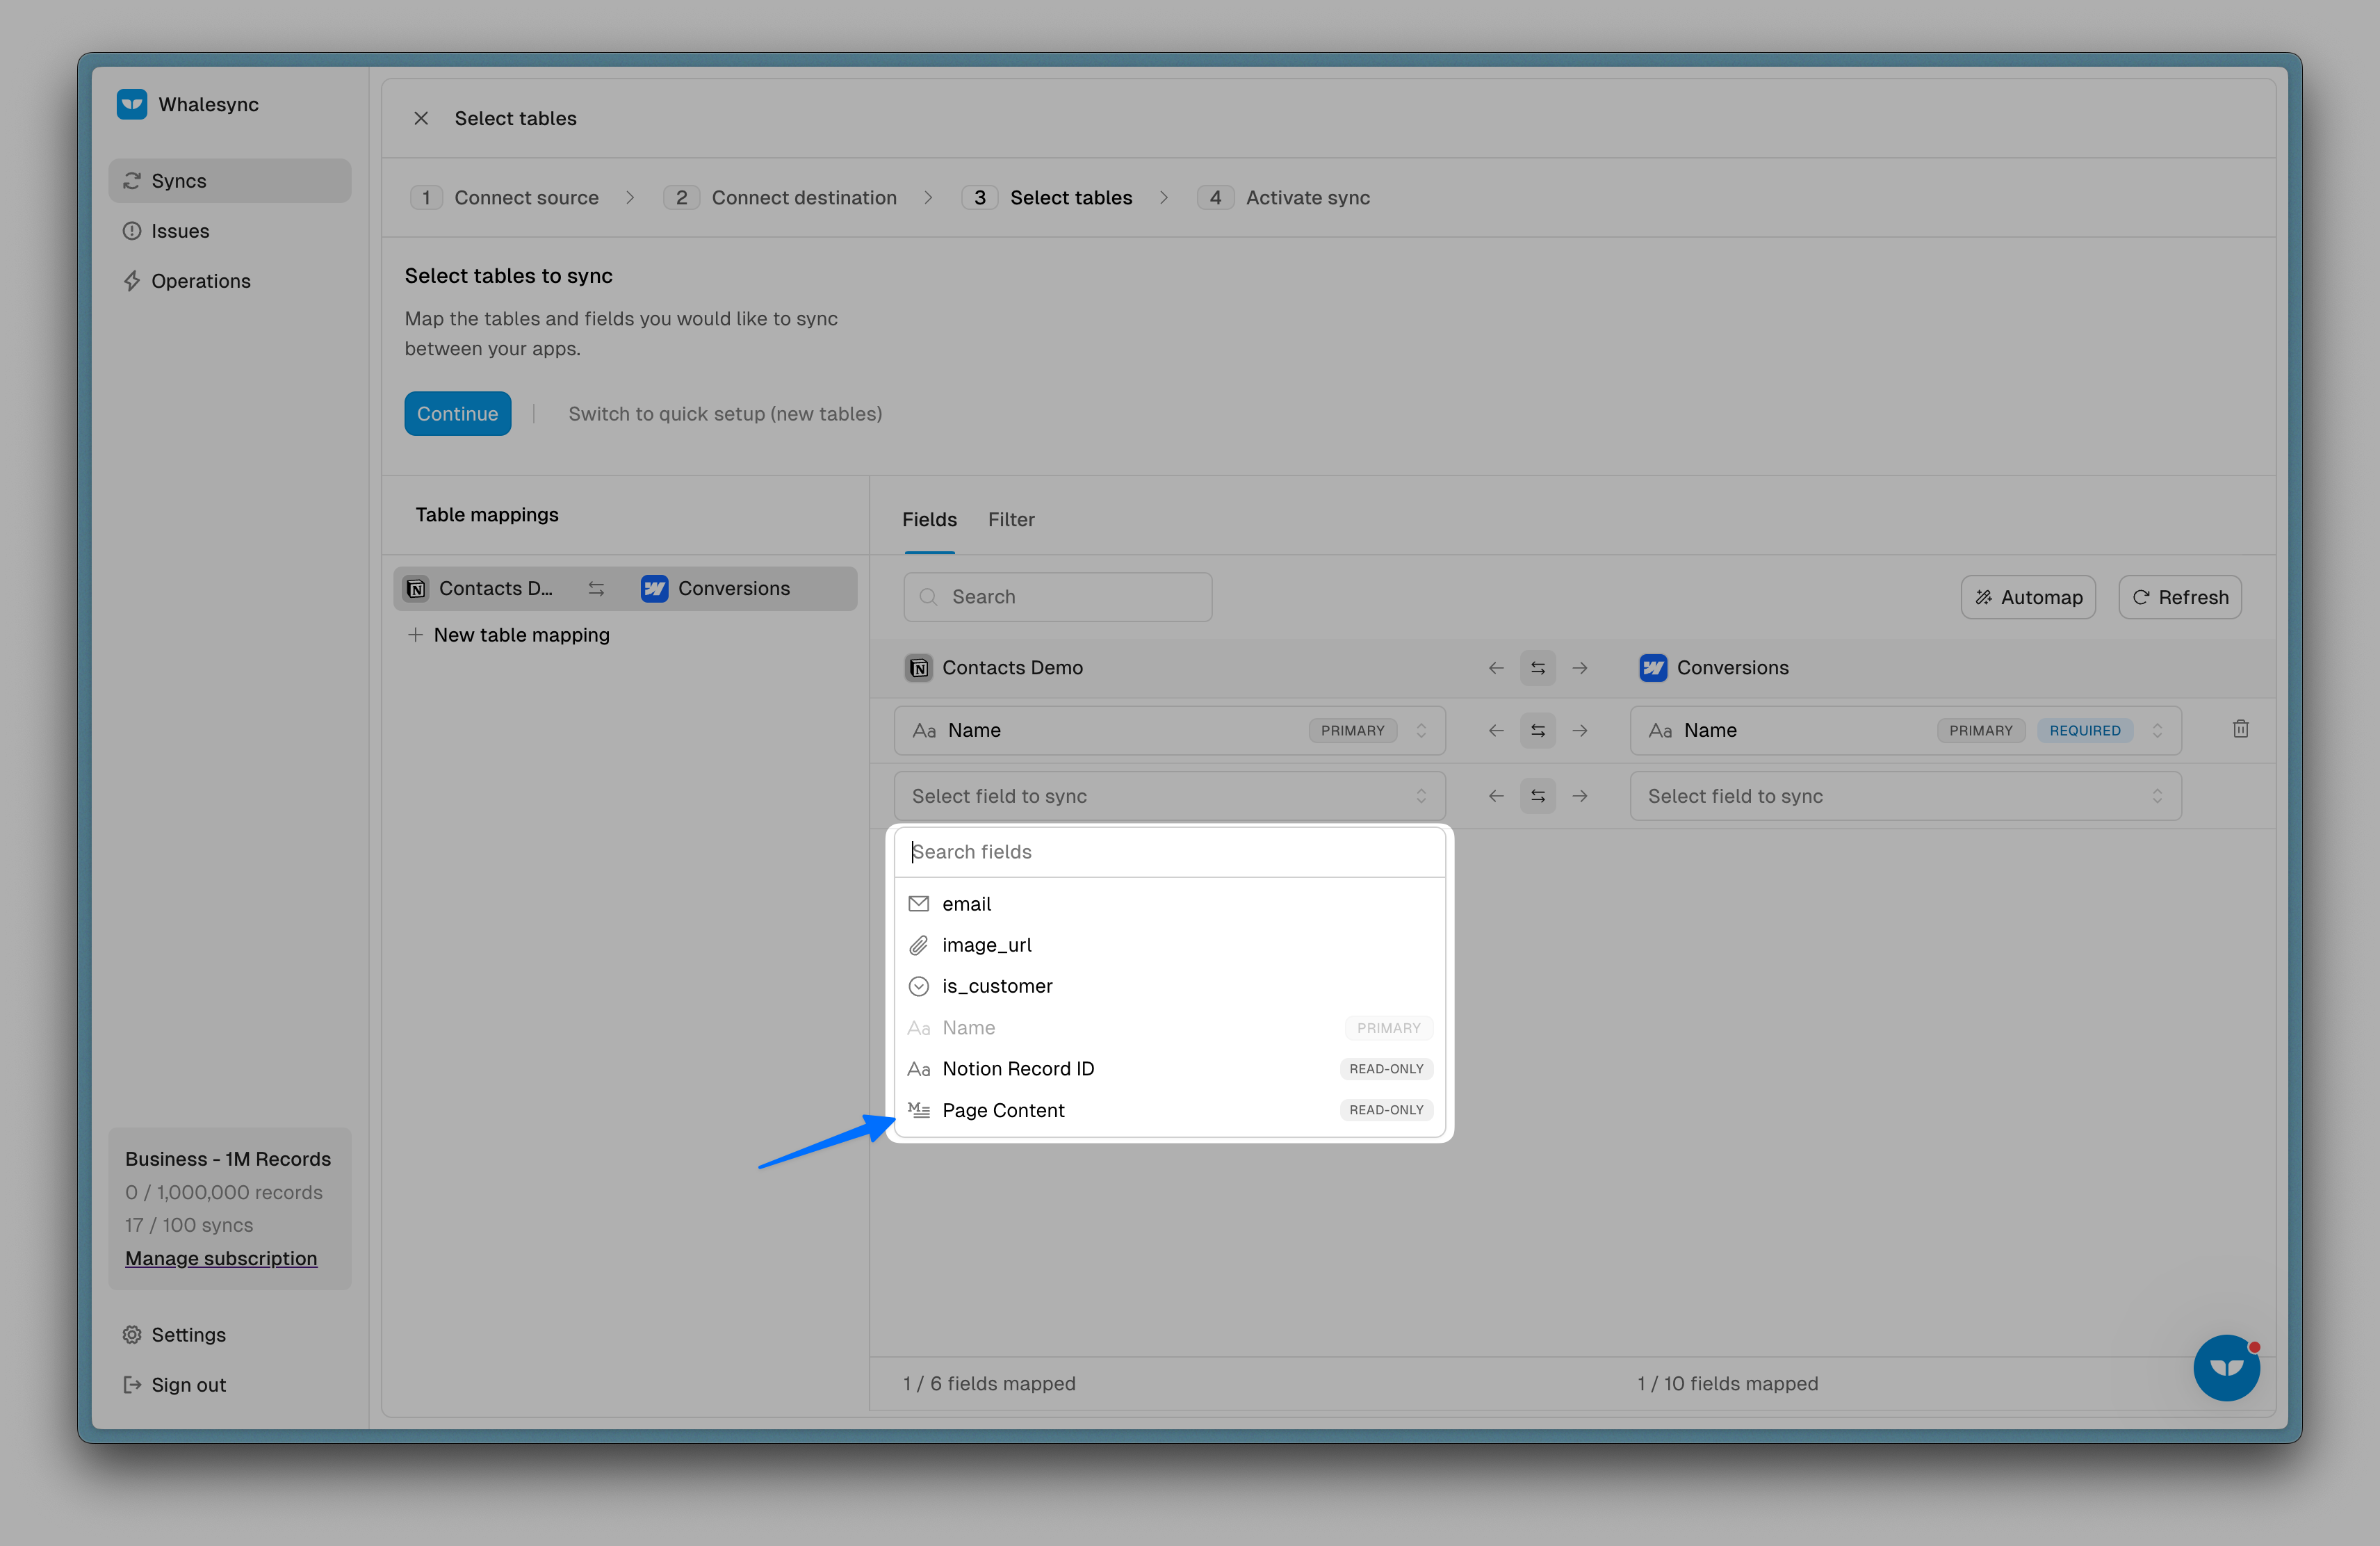 Whalesync
Syncs
Issues
Operations
Business - 1M Records
0 / 1,000,000 records
17 / 100 syncs
Manage subscription
Settings
Sign out
Select tables
1 Connect source 2 Connect destination 3 Select tables 4 Activate sync
Select tables to sync
Map the tables and fields you would like to sync
between your apps.
Continue Switch to quick setup (new tables)
Table mappings
Contacts D... Conversions
New table mapping
Fields Filter
Search Automap Refresh
Contacts Demo Conversions
Aa Name PRIMARY Aa Name PRIMARY REQUIRED
Select field to sync Select field to sync
Search fields
email
image_url
is_customer
Aa Name PRIMARY
Aa Notion Record ID READ-ONLY
Page Content READ-ONLY
1 / 6 fields mapped 1 / 10 fields mapped